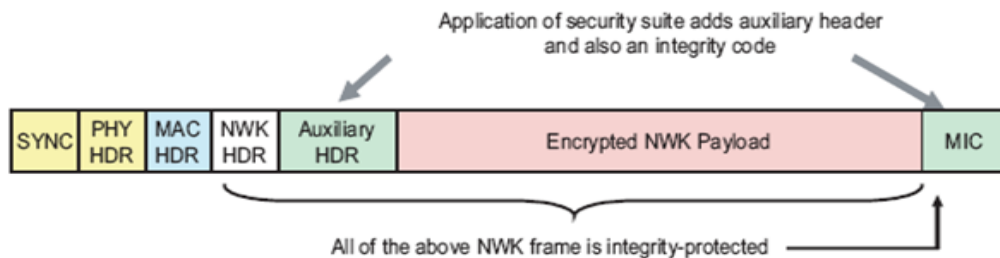 Application of security suite adds auxiliary header
and also an integrity code
SYNC
PHY
HDR
MAC
HDR
NWK
HDR
Auxiliary
HDR
Encrypted NWK Payload
MIC
All of the above NWK frame is integrity-protected